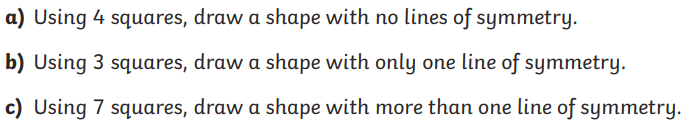 a) Using 4 squares, draw a shape with no lines of symmetry.
b) Using 3 squares, draw a shape with only one line of symmetry.
c) Using 7 squares, draw a shape with more than one line of symmetry.